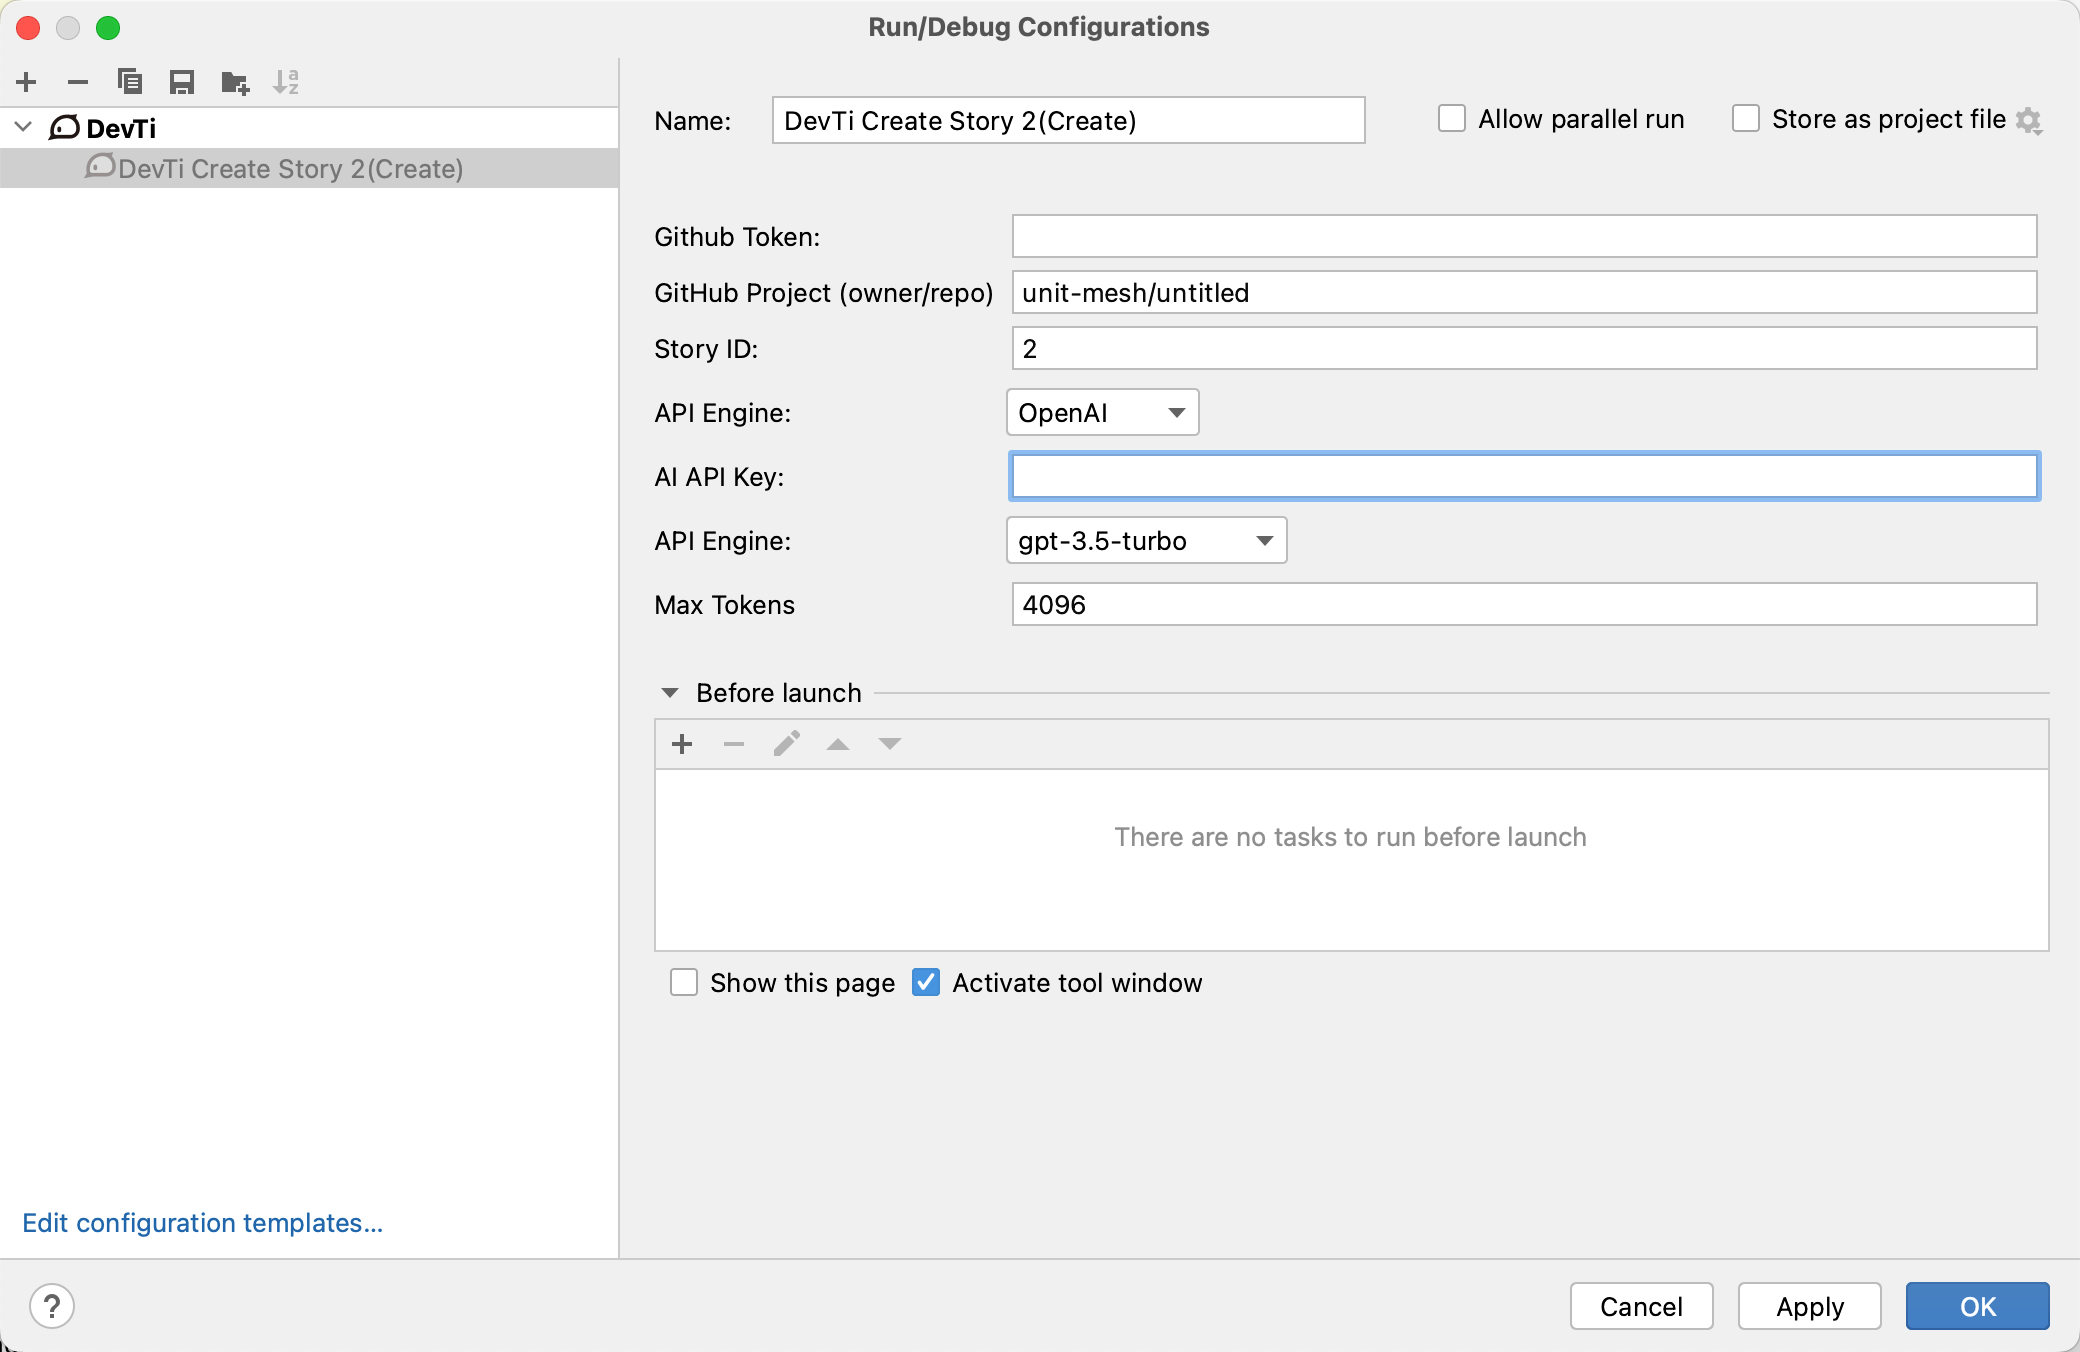 Run/Debug Configurations
DevTi
DevTi Create Story 2(Create)
Edit configuration templates...
Name: DevTi Create Story 2(Create) Allow parallel run Store as project file
Github Token:
GitHub Project (owner/repo) unit-mesh/untitled
Story ID: 2
API Engine: OpenAI
AI API Key:
API Engine: gpt-3.5-turbo
Max Tokens 4096
Before launch
There are no tasks to run before launch
Show this page Activate tool window
? Cancel Apply OK